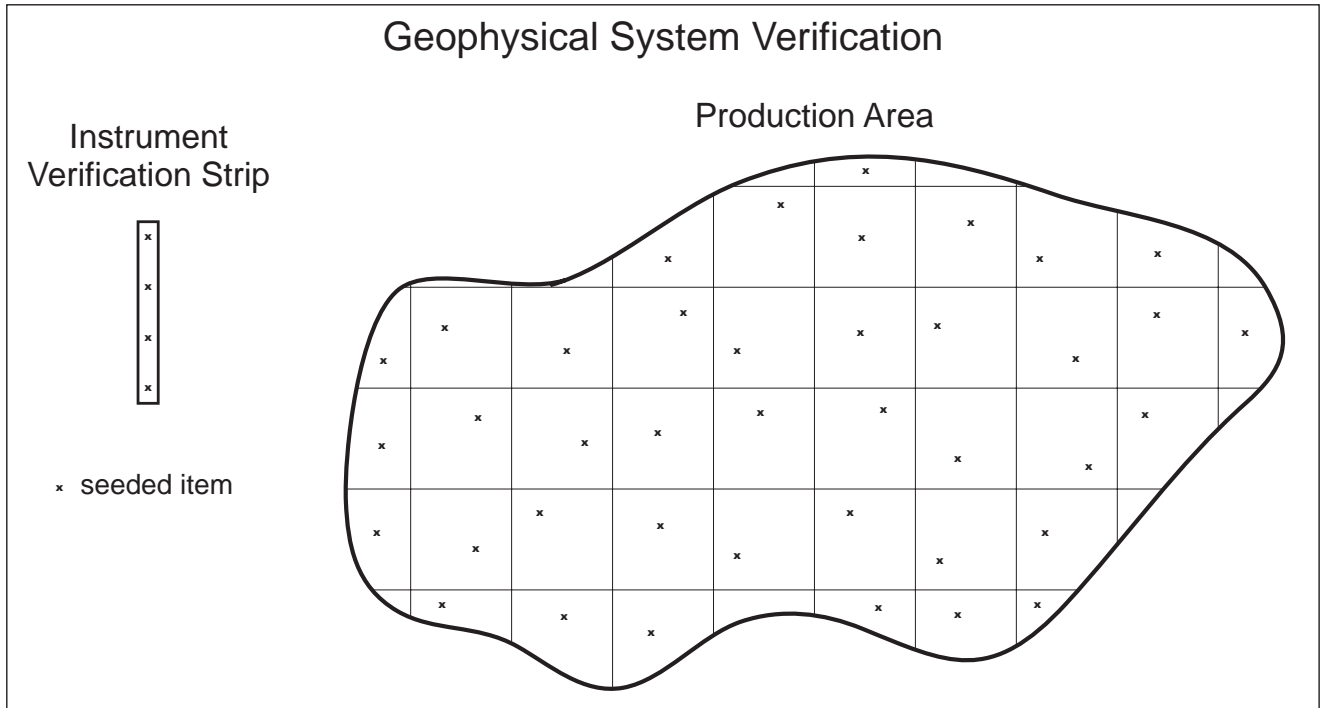 Geophysical System Verification
Production Area
Instrument
Verification Strip
x seeded item